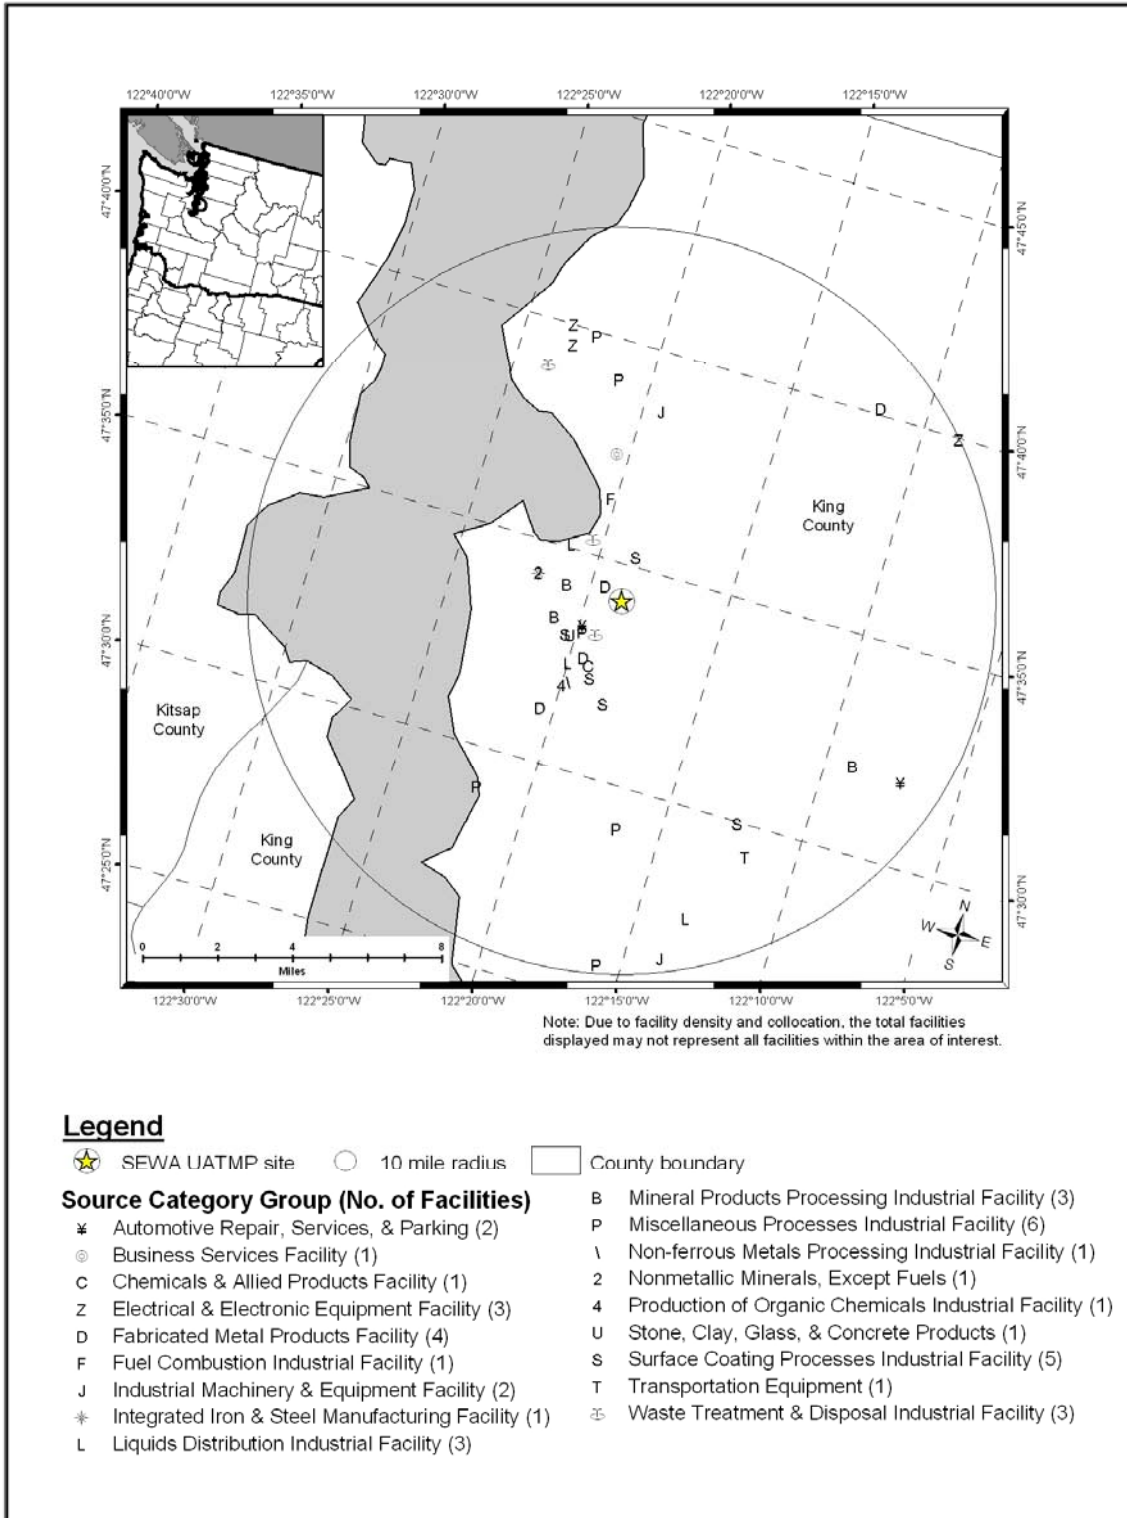 122°40'0"W 122°35'0"W 122°30'0"W 122°25'0"W 122°20'0"W 122°15'0"W
47°40'0"N
47°35'0"N
47°30'0"N
47°25'0"N
47°45'0"N
47°40'0"N
47°35'0"N
47°30'0"N
Z
P
Z
P
J
D
Z
F
King
County
L
S
2
B
D
B
¥
S
U
P
L
D
C
4
\
S
D
S
Kitsap
County
B
¥
P
P
S
T
King
County
L
P
J
N
W
E
S
0 2 4 8
Miles
122°30'0"W 122°25'0"W 122°20'0"W 122°15'0"W 122°10'0"W 122°5'0"W
Note: Due to facility density and collocation, the total facilities
displayed may not represent all facilities within the area of interest.
Legend
SEWA UATMP site 10 mile radius County boundary
Source Category Group (No. of Facilities)
¥ Automotive Repair, Services, & Parking (2)
Business Services Facility (1)
C Chemicals & Allied Products Facility (1)
Z Electrical & Electronic Equipment Facility (3)
D Fabricated Metal Products Facility (4)
F Fuel Combustion Industrial Facility (1)
J Industrial Machinery & Equipment Facility (2)
Integrated Iron & Steel Manufacturing Facility (1)
L Liquids Distribution Industrial Facility (3)
B Mineral Products Processing Industrial Facility (3)
P Miscellaneous Processes Industrial Facility (6)
\ Non-ferrous Metals Processing Industrial Facility (1)
2 Nonmetallic Minerals, Except Fuels (1)
4 Production of Organic Chemicals Industrial Facility (1)
U Stone, Clay, Glass, & Concrete Products (1)
S Surface Coating Processes Industrial Facility (5)
T Transportation Equipment (1)
Waste Treatment & Disposal Industrial Facility (3)